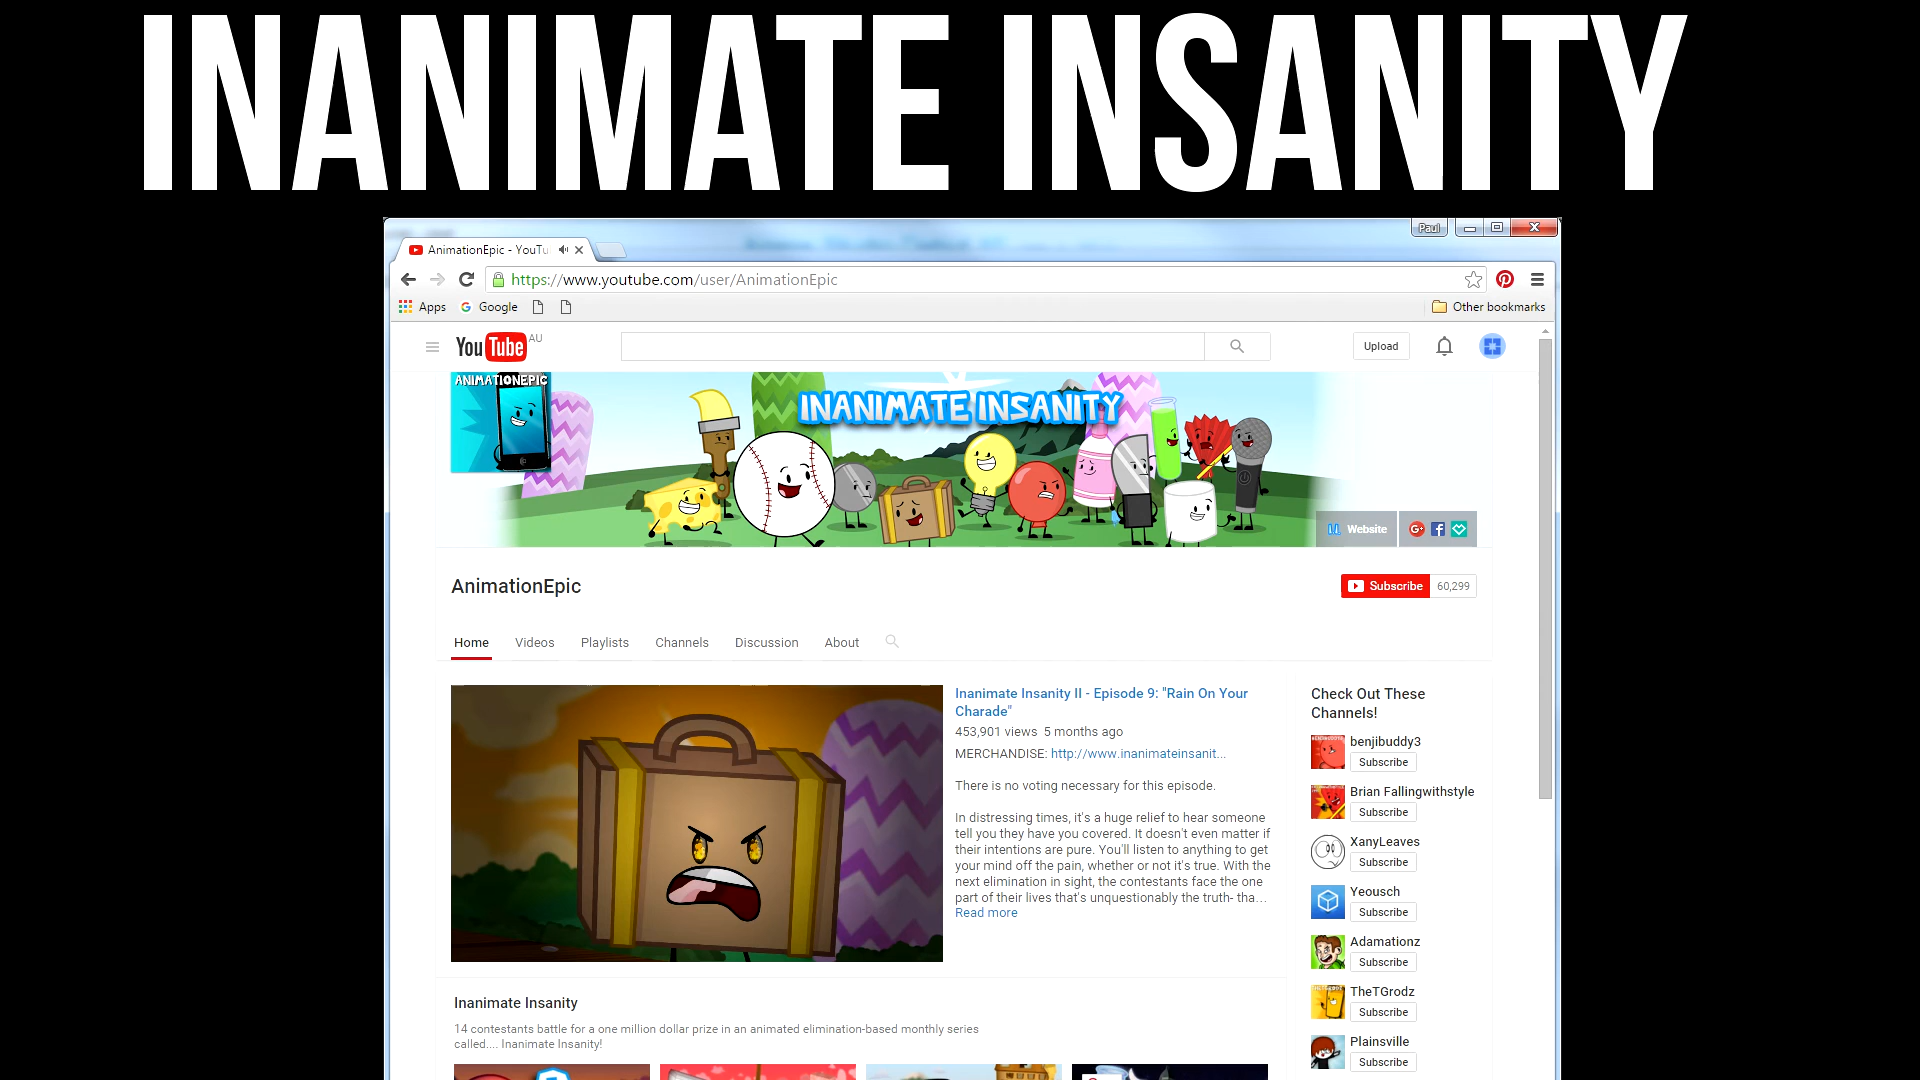 INANIMATE INSANITY
Paul
AnimationEpic - YouTu
https://www.youtube.com/user/AnimationEpic
Apps
Google
Other bookmarks
YouTube AU
Upload
ANIMATIONEPIC
INANIMATE INSANITY
Website
AnimationEpic
Subscribe 60,299
Home
Videos
Playlists
Channels
Discussion
About
Inanimate Insanity II - Episode 9: "Rain On Your
Charade"
453,901 views 5 months ago
MERCHANDISE: http://www.inanimateinsanit...
There is no voting necessary for this episode.
In distressing times, it's a huge relief to hear someone
tell you they have you covered. It doesn't even matter if
their intentions are pure. You'll listen to anything to get
your mind off the pain, whether or not it's true. With the
next elimination in sight, the contestants face the one
part of their lives that's unquestionably the truth- tha...
Read more
Check Out These
Channels!
benjibuddy3
Subscribe
Brian Fallingwithstyle
Subscribe
XanyLeaves
Subscribe
Yeousch
Subscribe
Adamationz
Subscribe
TheTGrodz
Subscribe
Plainsville
Subscribe
Inanimate Insanity
14 contestants battle for a one million dollar prize in an animated elimination-based monthly series
called.... Inanimate Insanity!